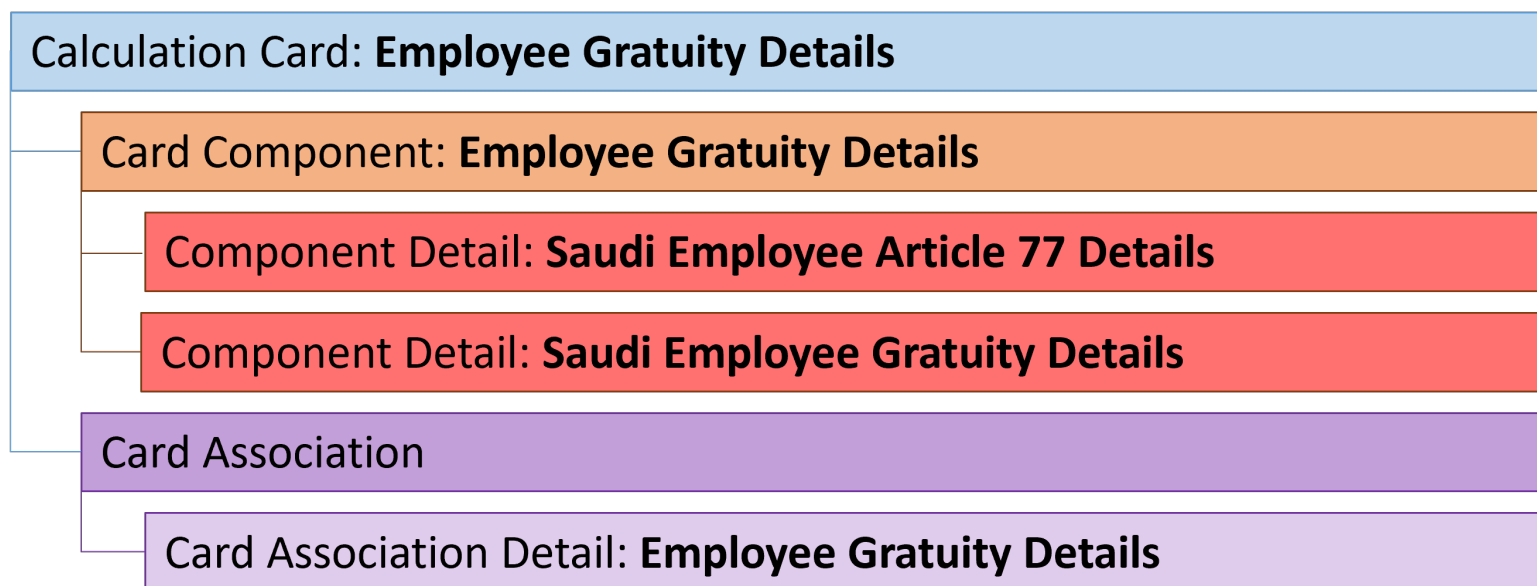 Calculation Card: Employee Gratuity Details
Card Component: Employee Gratuity Details
Component Detail: Saudi Employee Article 77 Details
Component Detail: Saudi Employee Gratuity Details
Card Association
Card Association Detail: Employee Gratuity Details